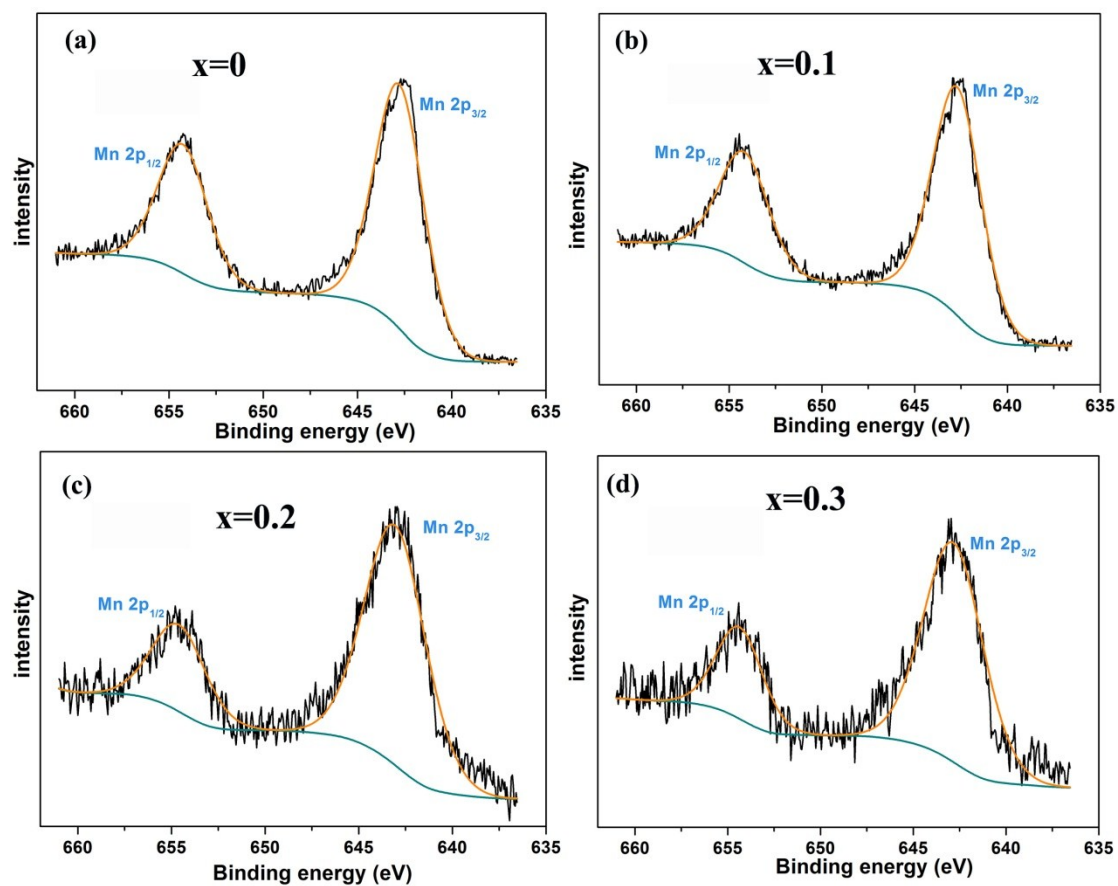 (a)
x=0
Mn 2p3/2
Mn 2p1/2
intensity
660 655 650 645 640 635
Binding energy (eV)
(b)
x=0.1
Mn 2p3/2
Mn 2p1/2
intensity
660 655 650 645 640 635
Binding energy (eV)
(c)
x=0.2
Mn 2p3/2
Mn 2p1/2
intensity
660 655 650 645 640 635
Binding energy (eV)
(d)
x=0.3
Mn 2p3/2
Mn 2p1/2
intensity
660 655 650 645 640 635
Binding energy (eV)